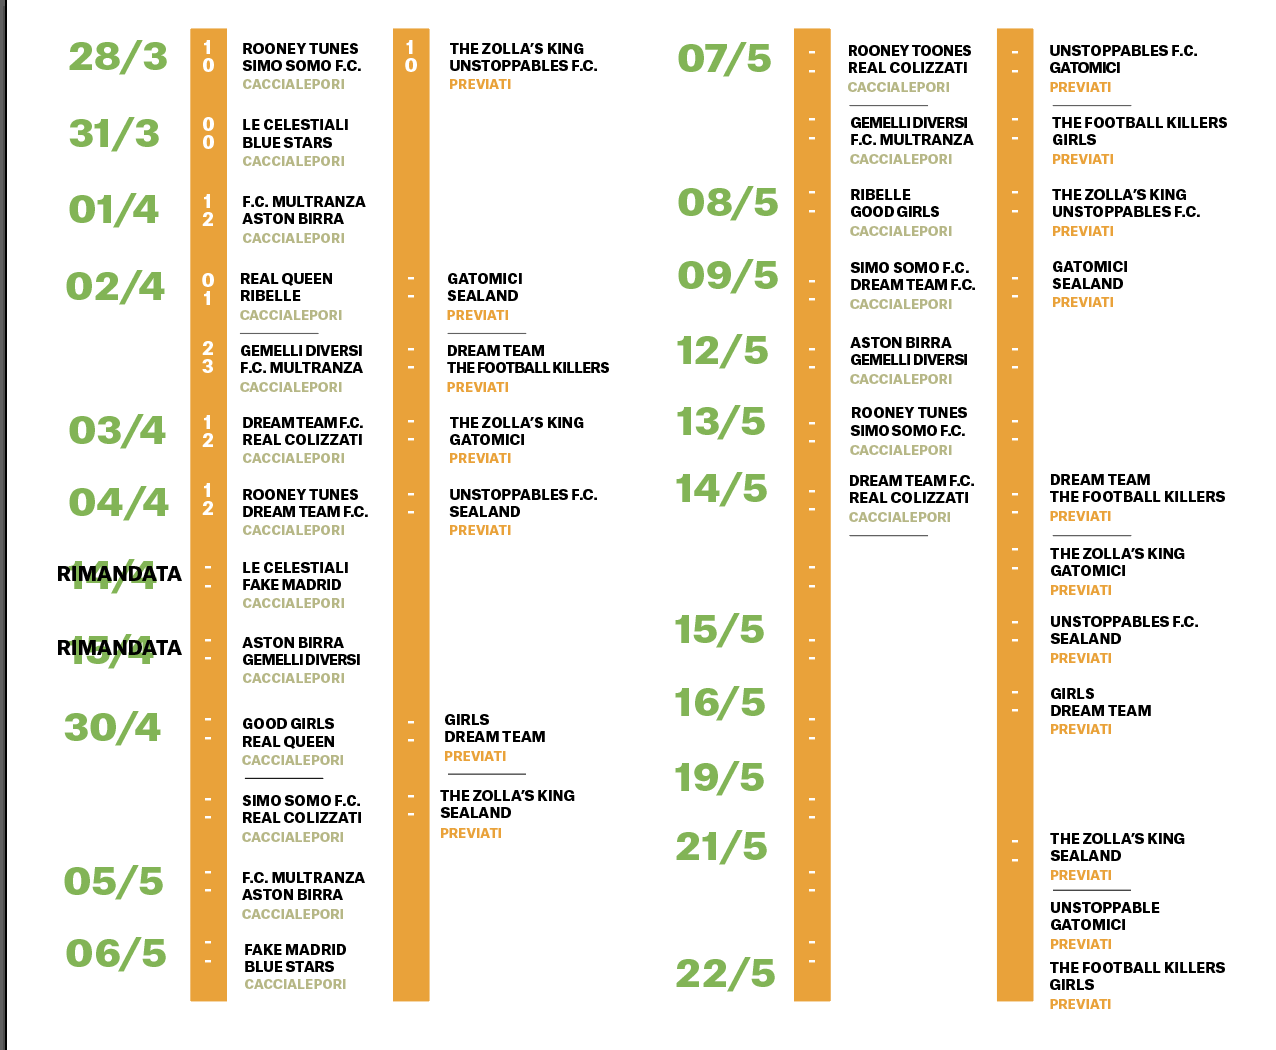 28/3
1
0
ROONEY TUNES
SIMO SOMO F.C.
CACCIALEPORI
1
0
THE ZOLLA'S KING
UNSTOPPABLES F.C.
PREVIATI
31/3
0
0
LE CELESTIALI
BLUE STARS
CACCIALEPORI
01/4
1
2
F.C. MULTRANZA
ASTON BIRRA
CACCIALEPORI
02/4
0
1
REAL QUEEN
RIBELLE
CACCIALEPORI
-
-
GATOMICI
SEALAND
PREVIATI
2
3
GEMELLI DIVERSI
F.C. MULTRANZA
CACCIALEPORI
-
-
DREAM TEAM
THE FOOTBALL KILLERS
PREVIATI
03/4
1
2
DREAM TEAM F.C.
REAL COLIZZATI
CACCIALEPORI
-
-
THE ZOLLA'S KING
GATOMICI
PREVIATI
04/4
1
2
ROONEY TUNES
DREAM TEAM F.C.
CACCIALEPORI
-
-
UNSTOPPABLES F.C.
SEALAND
PREVIATI
14/4
RIMANDATA
-
-
LE CELESTIALI
FAKE MADRID
CACCIALEPORI
15/4
RIMANDATA
-
-
ASTON BIRRA
GEMELLI DIVERSI
CACCIALEPORI
30/4
-
-
GOOD GIRLS
REAL QUEEN
CACCIALEPORI
-
-
GIRLS
DREAM TEAM
PREVIATI
-
-
SIMO SOMO F.C.
REAL COLIZZATI
CACCIALEPORI
-
-
THE ZOLLA'S KING
SEALAND
PREVIATI
05/5
-
-
F.C. MULTRANZA
ASTON BIRRA
CACCIALEPORI
06/5
-
-
FAKE MADRID
BLUE STARS
CACCIALEPORI
07/5
-
-
ROONEY TOONES
REAL COLIZZATI
CACCIALEPORI
-
-
UNSTOPPABLES F.C.
GATOMICI
PREVIATI
-
-
GEMELLI DIVERSI
F.C. MULTRANZA
CACCIALEPORI
-
-
THE FOOTBALL KILLERS
GIRLS
PREVIATI
08/5
-
-
RIBELLE
GOOD GIRLS
CACCIALEPORI
-
-
THE ZOLLA'S KING
UNSTOPPABLES F.C.
PREVIATI
09/5
-
-
SIMO SOMO F.C.
DREAM TEAM F.C.
CACCIALEPORI
-
-
GATOMICI
SEALAND
PREVIATI
12/5
-
-
ASTON BIRRA
GEMELLI DIVERSI
CACCIALEPORI
-
-
13/5
-
-
ROONEY TUNES
SIMO SOMO F.C.
CACCIALEPORI
-
-
14/5
-
-
DREAM TEAM F.C.
REAL COLIZZATI
CACCIALEPORI
-
-
DREAM TEAM
THE FOOTBALL KILLERS
PREVIATI
-
-
-
-
THE ZOLLA'S KING
GATOMICI
PREVIATI
15/5
-
-
-
-
UNSTOPPABLES F.C.
SEALAND
PREVIATI
16/5
-
-
-
-
GIRLS
DREAM TEAM
PREVIATI
19/5
-
-
21/5
-
-
-
-
THE ZOLLA'S KING
SEALAND
PREVIATI
UNSTOPPABLE
GATOMICI
PREVIATI
22/5
-
-
THE FOOTBALL KILLERS
GIRLS
PREVIATI